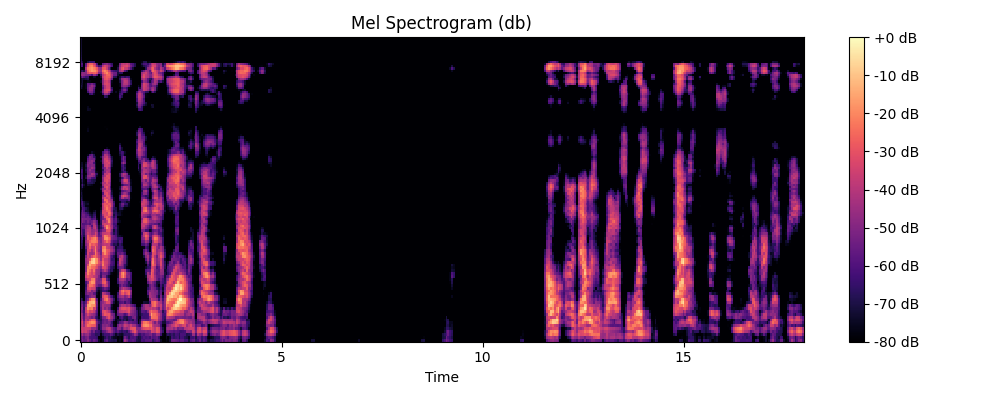 Mel Spectrogram (db)
8192
4096
2048
1024
512
0
Hz
0 5 10 15
Time
+0 dB
-10 dB
-20 dB
-30 dB
-40 dB
-50 dB
-60 dB
-70 dB
-80 dB